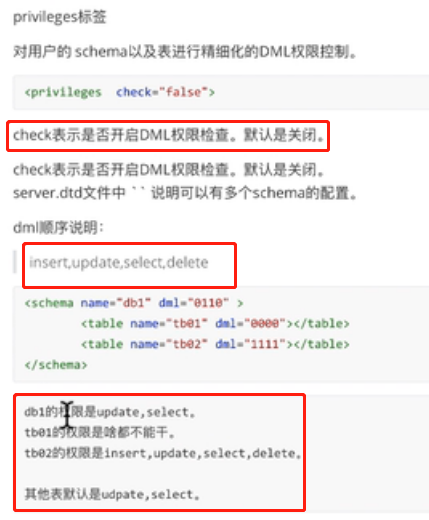 privileges标签
对用户的 schema以及表进行精细化的DML权限控制。
<privileges  check="false">
check表示是否开启DML权限检查。默认是关闭。
check表示是否开启DML权限检查。默认是关闭。
server.dtd文件中 `` 说明可以有多个schema的配置。
dml顺序说明：
insert,update,select,delete
<schema name="db1" dml="0110" >
        <table name="tb01" dml="0000"></table>
        <table name="tb02" dml="1111"></table>
</schema>
db1的权限是update,select。
tb01的权限是啥都不能干。
tb02的权限是insert,update,select,delete。
其他表默认是udpate,select。